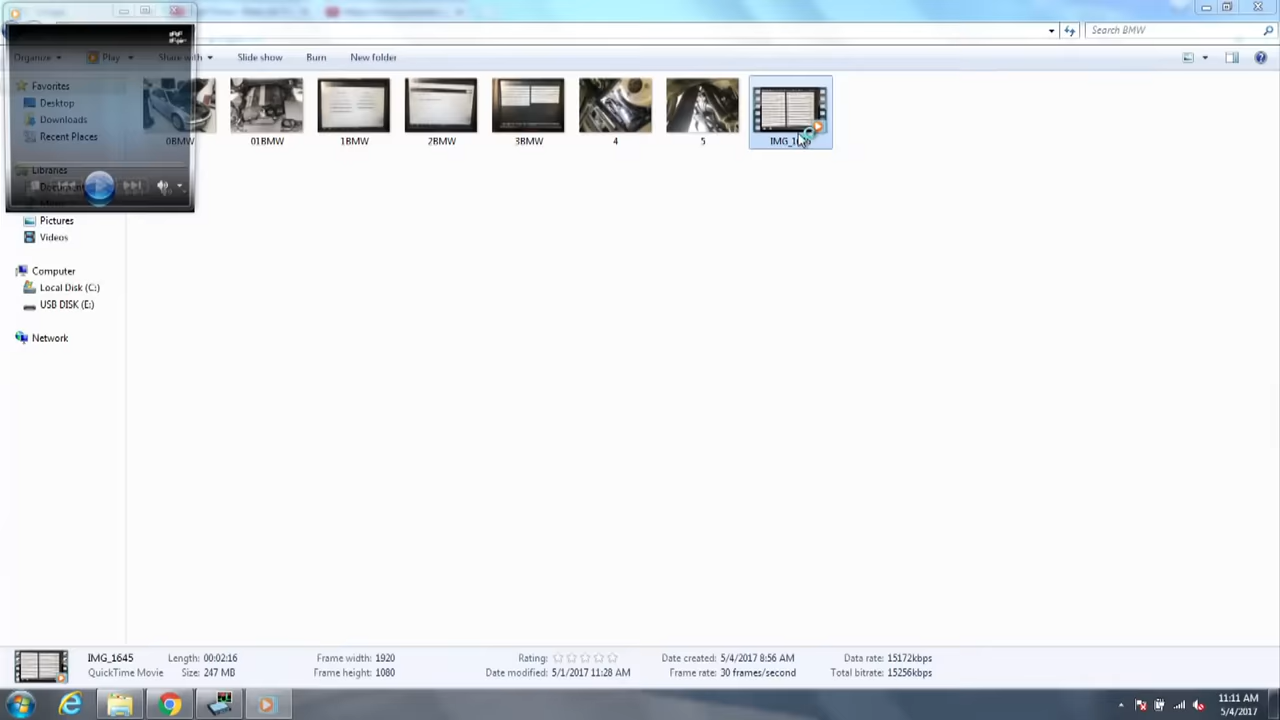 Search BMW
Organize Play Share with Slide show Burn New folder
Favorites
Desktop
Downloads
Recent Places
Libraries
Pictures
Videos
Computer
Local Disk (C:)
USB DISK (E:)
Network
0BMW 01BMW 1BMW 2BMW 3BMW 4 5
IMG_1645 Length: 00:02:16 Frame width: 1920 Rating: Date created: 5/4/2017 8:56 AM Data rate: 15172kbps
QuickTime Movie Size: 247 MB Frame height: 1080 Date modified: 5/1/2017 11:28 AM Frame rate: 30 frames/second Total bitrate: 15256kbps
11:11 AM
5/4/2017